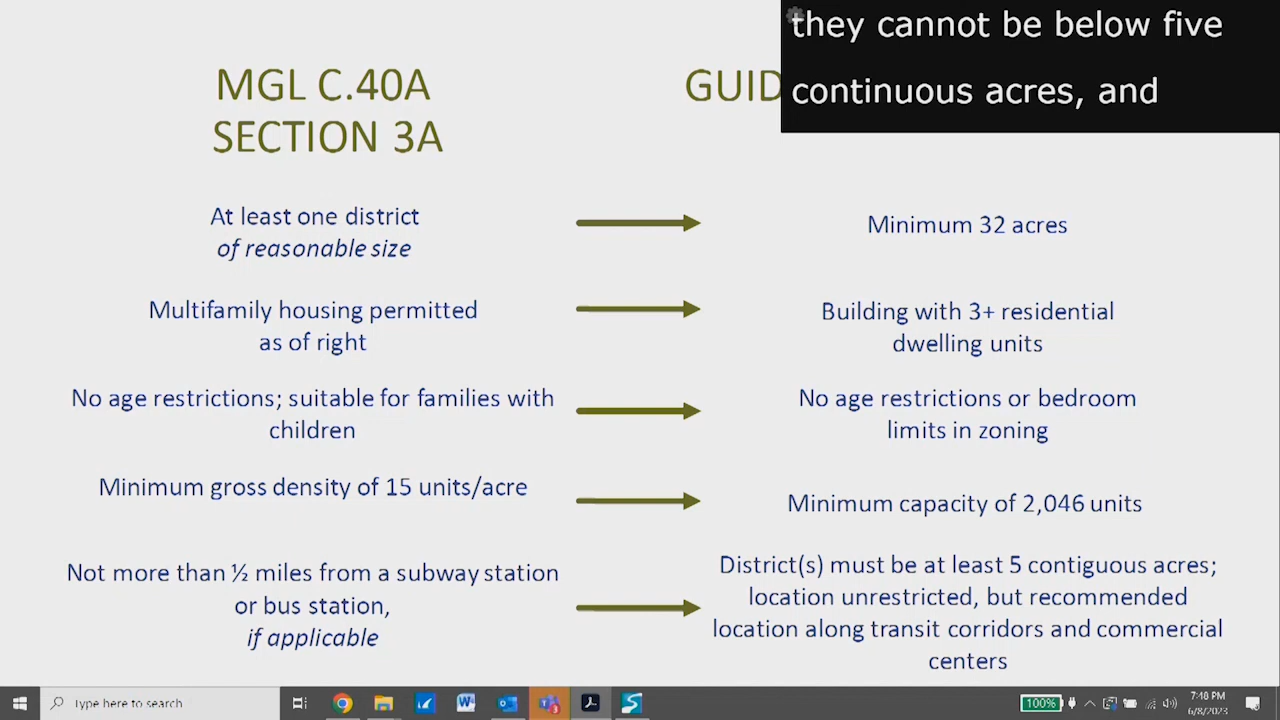 they cannot be below five
continuous acres, and
MGL C.40A
SECTION 3A
GUID
At least one district
of reasonable size
Minimum 32 acres
Multifamily housing permitted
as of right
Building with 3+ residential
dwelling units
No age restrictions; suitable for families with
children
No age restrictions or bedroom
limits in zoning
Minimum gross density of 15 units/acre
Minimum capacity of 2,046 units
Not more than ½ miles from a subway station
or bus station,
if applicable
District(s) must be at least 5 contiguous acres;
location unrestricted, but recommended
location along transit corridors and commercial
centers
Type here to search
100%
7:48 PM
6/8/2023